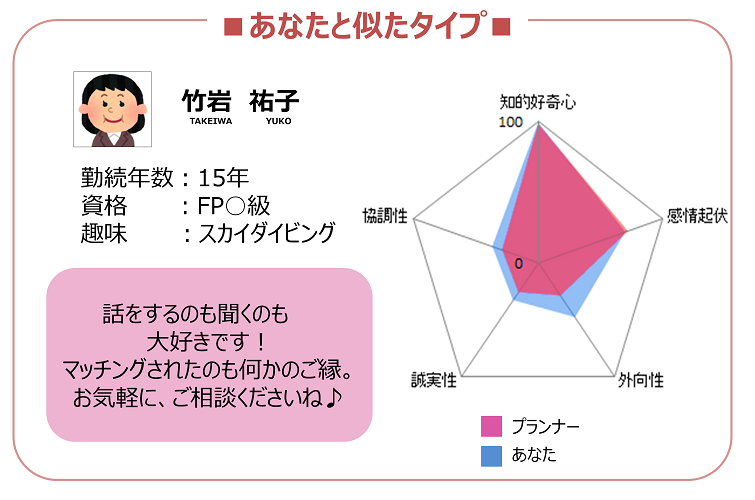 ■あなたと似たタイプ■
竹岩 祐子
TAKEIWA YUKO
勤続年数：15年
資格：FP○級
趣味：スカイダイビング
話をするのも聞くのも
大好きです！
マッチングされたのも何かのご縁。
お気軽に、ご相談くださいね♪
知的好奇心
100
協調性
感情起伏
0
誠実性
外向性
プランナー
あなた